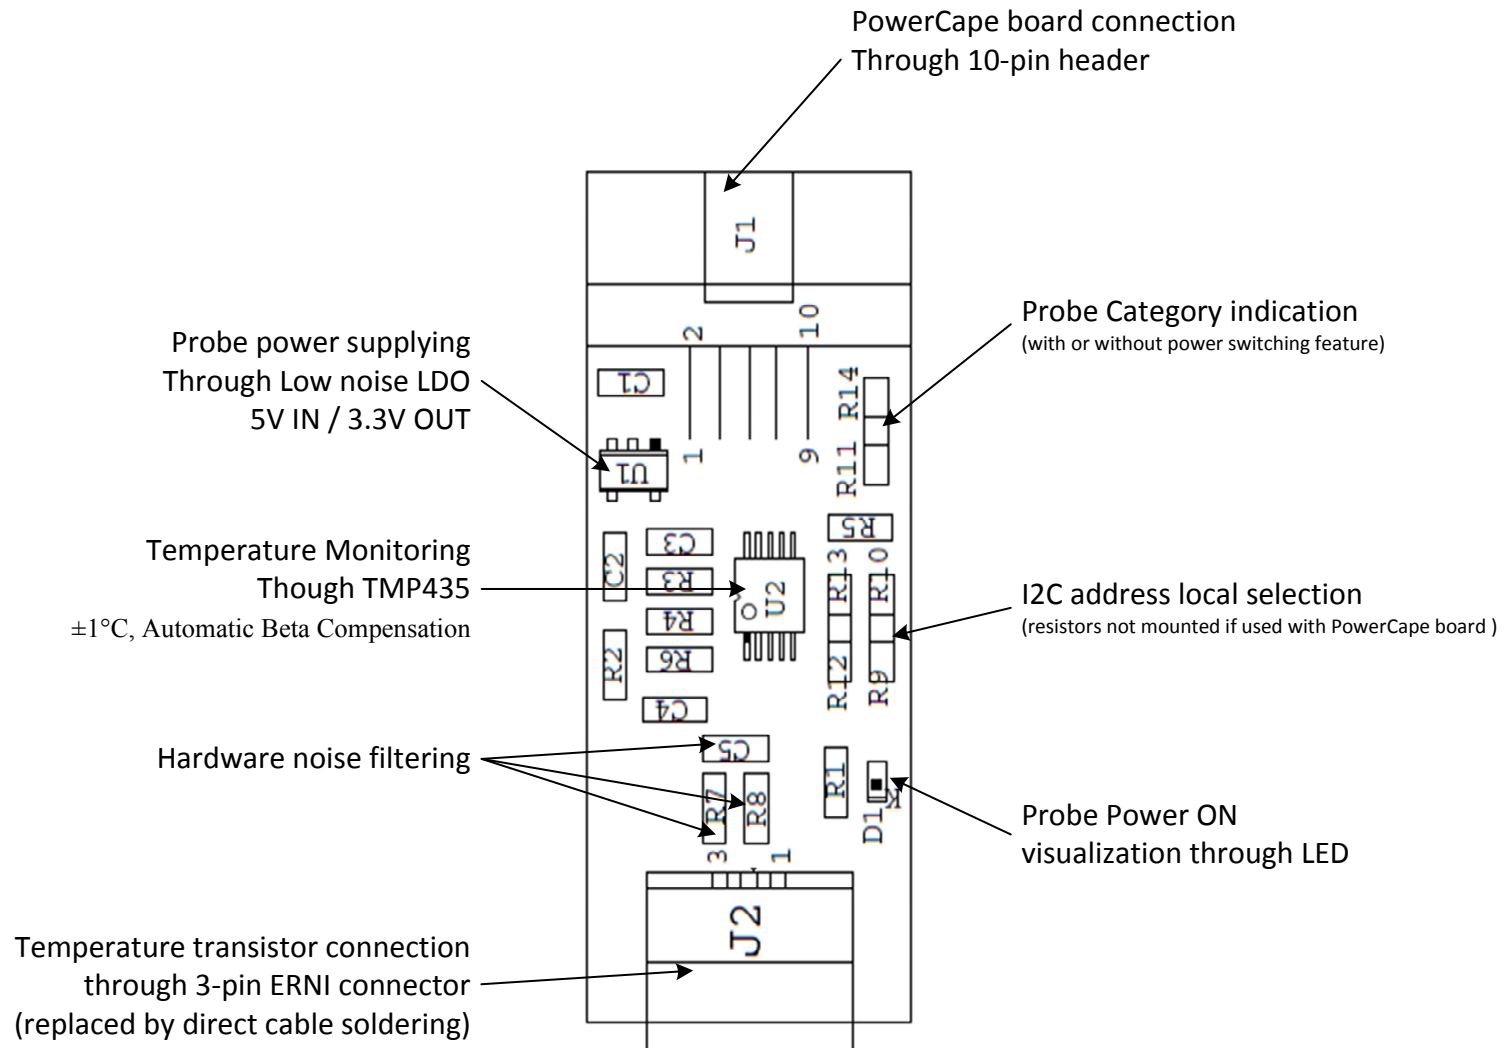 PowerCape board connection
Through 10-pin header
J1
2
10
Probe Category indication
(with or without power switching feature)
Probe power supplying
Through Low noise LDO
5V IN / 3.3V OUT
C1
R14
1
9
R11
U1
R5
Temperature Monitoring
Though TMP435
±1°C, Automatic Beta Compensation
C2
C3
R3
R4
R6
R2
C4
U2
R13
R10
R12
R9
I2C address local selection
(resistors not mounted if used with PowerCape board )
Hardware noise filtering
C5
R7
R8
R1
K
D1
Probe Power ON
visualization through LED
3
1
J2
Temperature transistor connection
through 3-pin ERNI connector
(replaced by direct cable soldering)